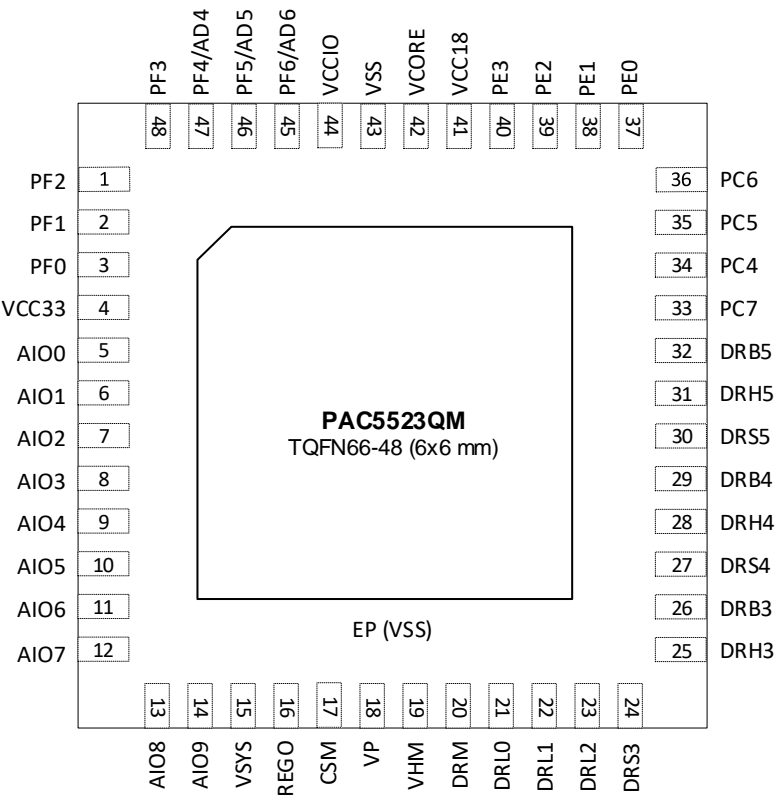 PF3 PF4/AD4 PF5/AD5 PF6/AD6 VCCIO VSS VCORE VCC18 PE3 PE2 PE1 PE0
48 47 46 45 44 43 42 41 40 39 38 37
PF2 1 36 PC6
PF1 2 35 PC5
PF0 3 34 PC4
VCC33 4 33 PC7
AIO0 5 32 DRB5
AIO1 6 31 DRH5
PAC5523QM
AIO2 7 30 DRS5
TQFN66-48 (6x6 mm)
AIO3 8 29 DRB4
AIO4 9 28 DRH4
AIO5 10 27 DRS4
AIO6 11 26 DRB3
EP (VSS)
AIO7 12 25 DRH3
13 14 15 16 17 18 19 20 21 22 23 24
AIO8 AIO9 VSYS REGO CSM VP VHM DRM DRL0 DRL1 DRL2 DRS3